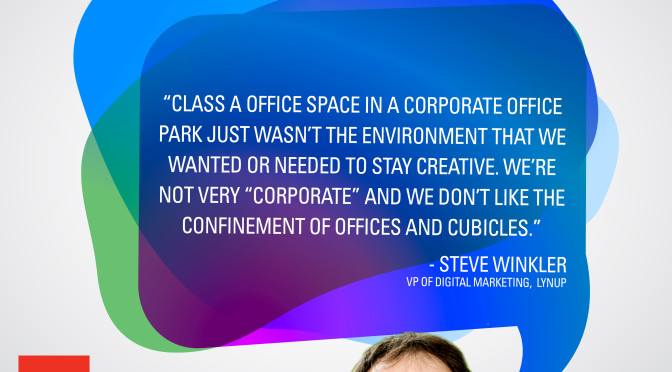 “CLASS A OFFICE SPACE IN A CORPORATE OFFICE
PARK JUST WASN’T THE ENVIRONMENT THAT WE
WANTED OR NEEDED TO STAY CREATIVE. WE’RE
NOT VERY “CORPORATE” AND WE DON’T LIKE THE
CONFINEMENT OF OFFICES AND CUBICLES.”
- STEVE WINKLER
VP OF DIGITAL MARKETING, LYNUP